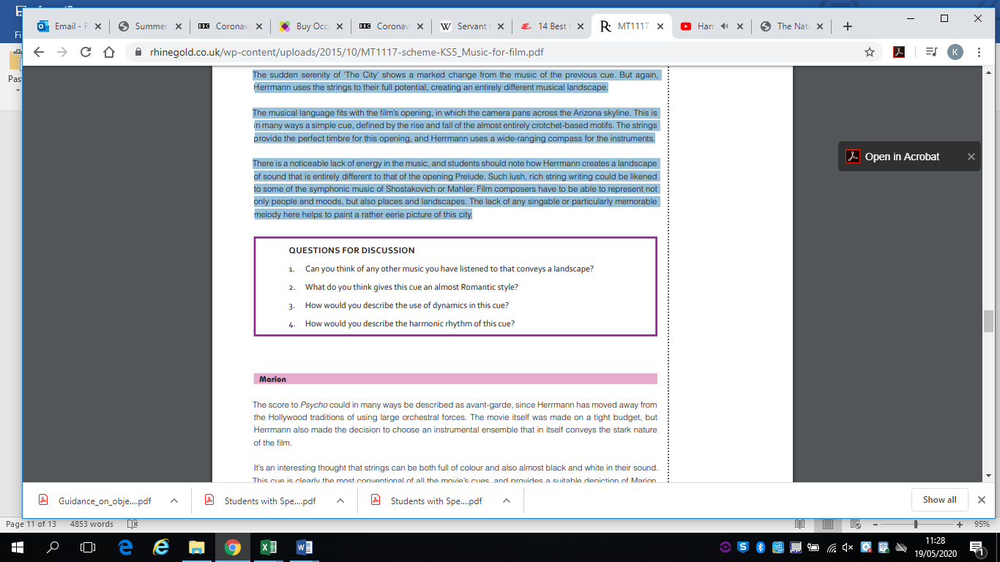 Email - R
Summer
BBC Coronav
Buy Occa
BBC Coronav
W Servant
14 Best
R. MT1117-
Harr
The Natu
rhinegold.co.uk/wp-content/uploads/2015/10/MT1117-scheme-KS5_Music-for-film.pdf
K
Fi
Past
The sudden serenity of 'The City' shows a marked change from the music of the previous cue. But again,
Herrmann uses the strings to their full potential, creating an entirely different musical landscape.
The musical language fits with the film's opening, in which the camera pans across the Arizona skyline. This is
in many ways a simple cue, defined by the rise and fall of the almost entirely crotchet-based motifs. The strings
provide the perfect timbre for this opening, and Herrmann uses a wide-ranging compass for the instruments.
There is a noticeable lack of energy in the music, and students should note how Herrmann creates a landscape
of sound that is entirely different to that of the opening Prelude. Such lush, rich string writing could be likened
to some of the symphonic music of Shostakovich or Mahler. Film composers have to be able to represent not
only people and moods, but also places and landscapes. The lack of any singable or particularly memorable
melody here helps to paint a rather eerie picture of this city.
Open in Acrobat
QUESTIONS FOR DISCUSSION
1. Can you think of any other music you have listened to that conveys a landscape?
2. What do you think gives this cue an almost Romantic style?
3. How would you describe the use of dynamics in this cue?
4. How would you describe the harmonic rhythm of this cue?
Marion
The score to Psycho could in many ways be described as avant-garde, since Herrmann has moved away from
the Hollywood traditions of using large orchestral forces. The movie itself was made on a tight budget, but
Herrmann also made the decision to choose an instrumental ensemble that in itself conveys the stark nature
of the film.
It's an interesting thought that strings can be both full of colour and also almost black and white in their sound.
This cue is clearly the most conventional of all the movie's cues, and provides a suitable depiction of Marion
Guidance_on_obje....pdf
Students with Spe....pdf
Students with Spe....pdf
Show all
Page 11 of 13
4853 words
95%
11:28
19/05/2020
1